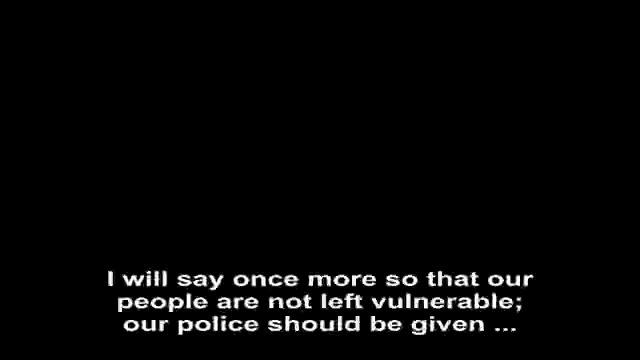 I will say once more so that our
people are not left vulnerable;
our police should be given ...